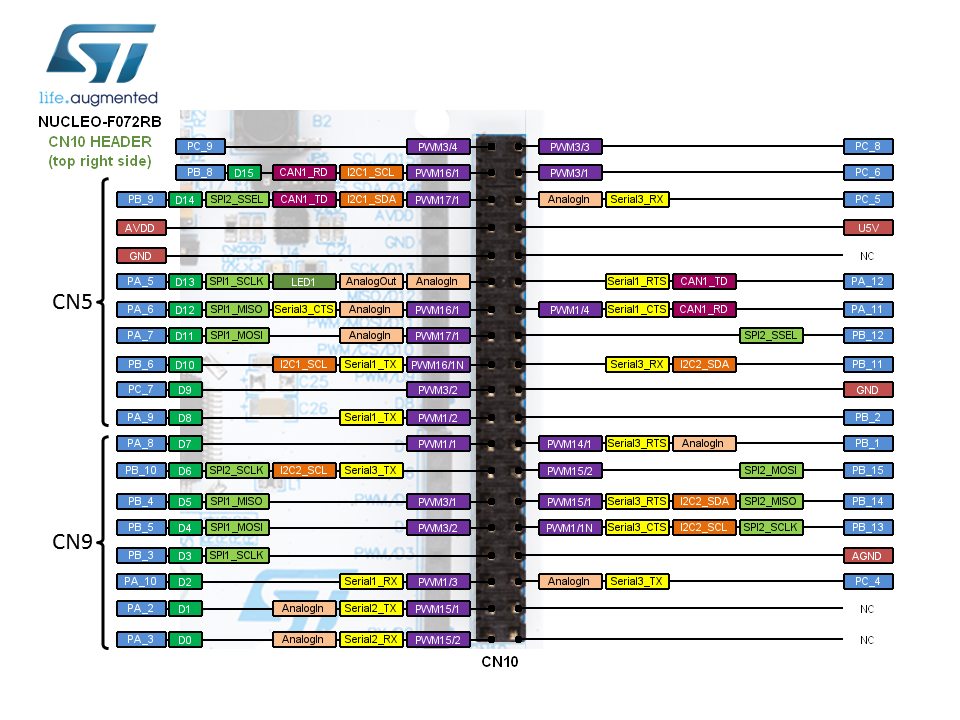 life.augmented
NUCLEO-F072RB
CN10 HEADER
(top right side)
B2
PC_9 PWM3/4 PWM3/3 PC_8
PB_8 D15 CAN1_RD I2C1_SCL PWM16/1 PWM3/1 PC_6
PB_9 D14 SPI2_SSEL CAN1_TD I2C1_SDA PWM17/1 AnalogIn Serial3_RX PC_5
AVDD U5V
AVDD
GND
GND NC
PA_5 D13 SPI1_SCLK LED1 AnalogOut AnalogIn Serial1_RTS CAN1_TD PA_12
CN5
PA_6 D12 SPI1_MISO Serial3_CTS AnalogIn PWM16/1 PWM1/4 Serial1_CTS CAN1_RD PA_11
PA_7 D11 SPI1_MOSI AnalogIn PWM17/1 SPI2_SSEL PB_12
PB_6 D10 I2C1_SCL Serial1_TX PWM16/1N Serial3_RX I2C2_SDA PB_11
C25
PC_7 D9 PWM3/2 GND
C26
PA_9 D8 Serial1_TX PWM1/2 PB_2
PA_8 D7 PWM1/1 PWM14/1 Serial3_RTS AnalogIn PB_1
PB_10 D6 SPI2_SCLK I2C2_SCL Serial3_TX PWM15/2 SPI2_MOSI PB_15
PB_4 D5 SPI1_MISO PWM3/1 PWM15/1 Serial3_RTS I2C2_SDA SPI2_MISO PB_14
PB_5 D4 SPI1_MOSI PWM3/2 PWM1/1N Serial3_CTS I2C2_SCL SPI2_SCLK PB_13
CN9
PB_3 D3 SPI1_SCLK PWM/D3 AGND
PA_10 D2 Serial1_RX PWM1/3 AnalogIn Serial3_TX PC_4
PA_2 D1 AnalogIn Serial2_TX PWM15/1 NC
PA_3 D0 AnalogIn Serial2_RX PWM15/2 NC
CN10